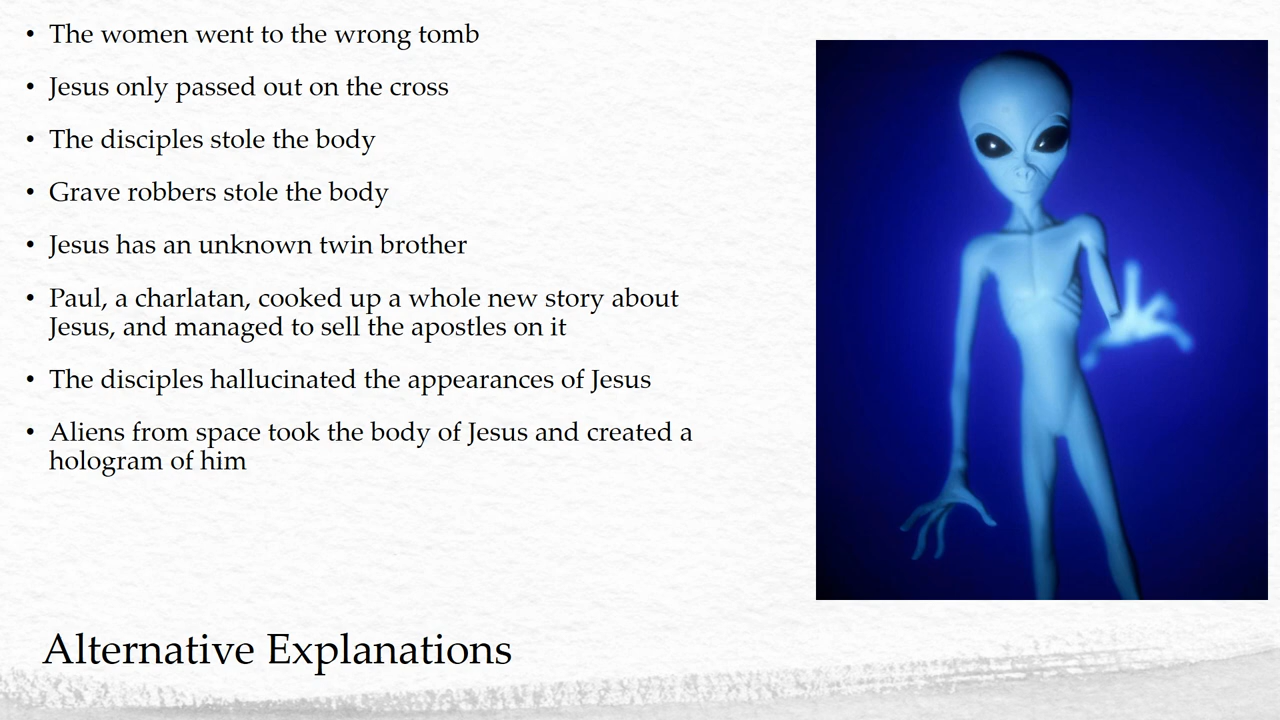 • The women went to the wrong tomb
• Jesus only passed out on the cross
• The disciples stole the body
• Grave robbers stole the body
• Jesus has an unknown twin brother
• Paul, a charlatan, cooked up a whole new story about
Jesus, and managed to sell the apostles on it
• The disciples hallucinated the appearances of Jesus
• Aliens from space took the body of Jesus and created a
hologram of him
Alternative Explanations